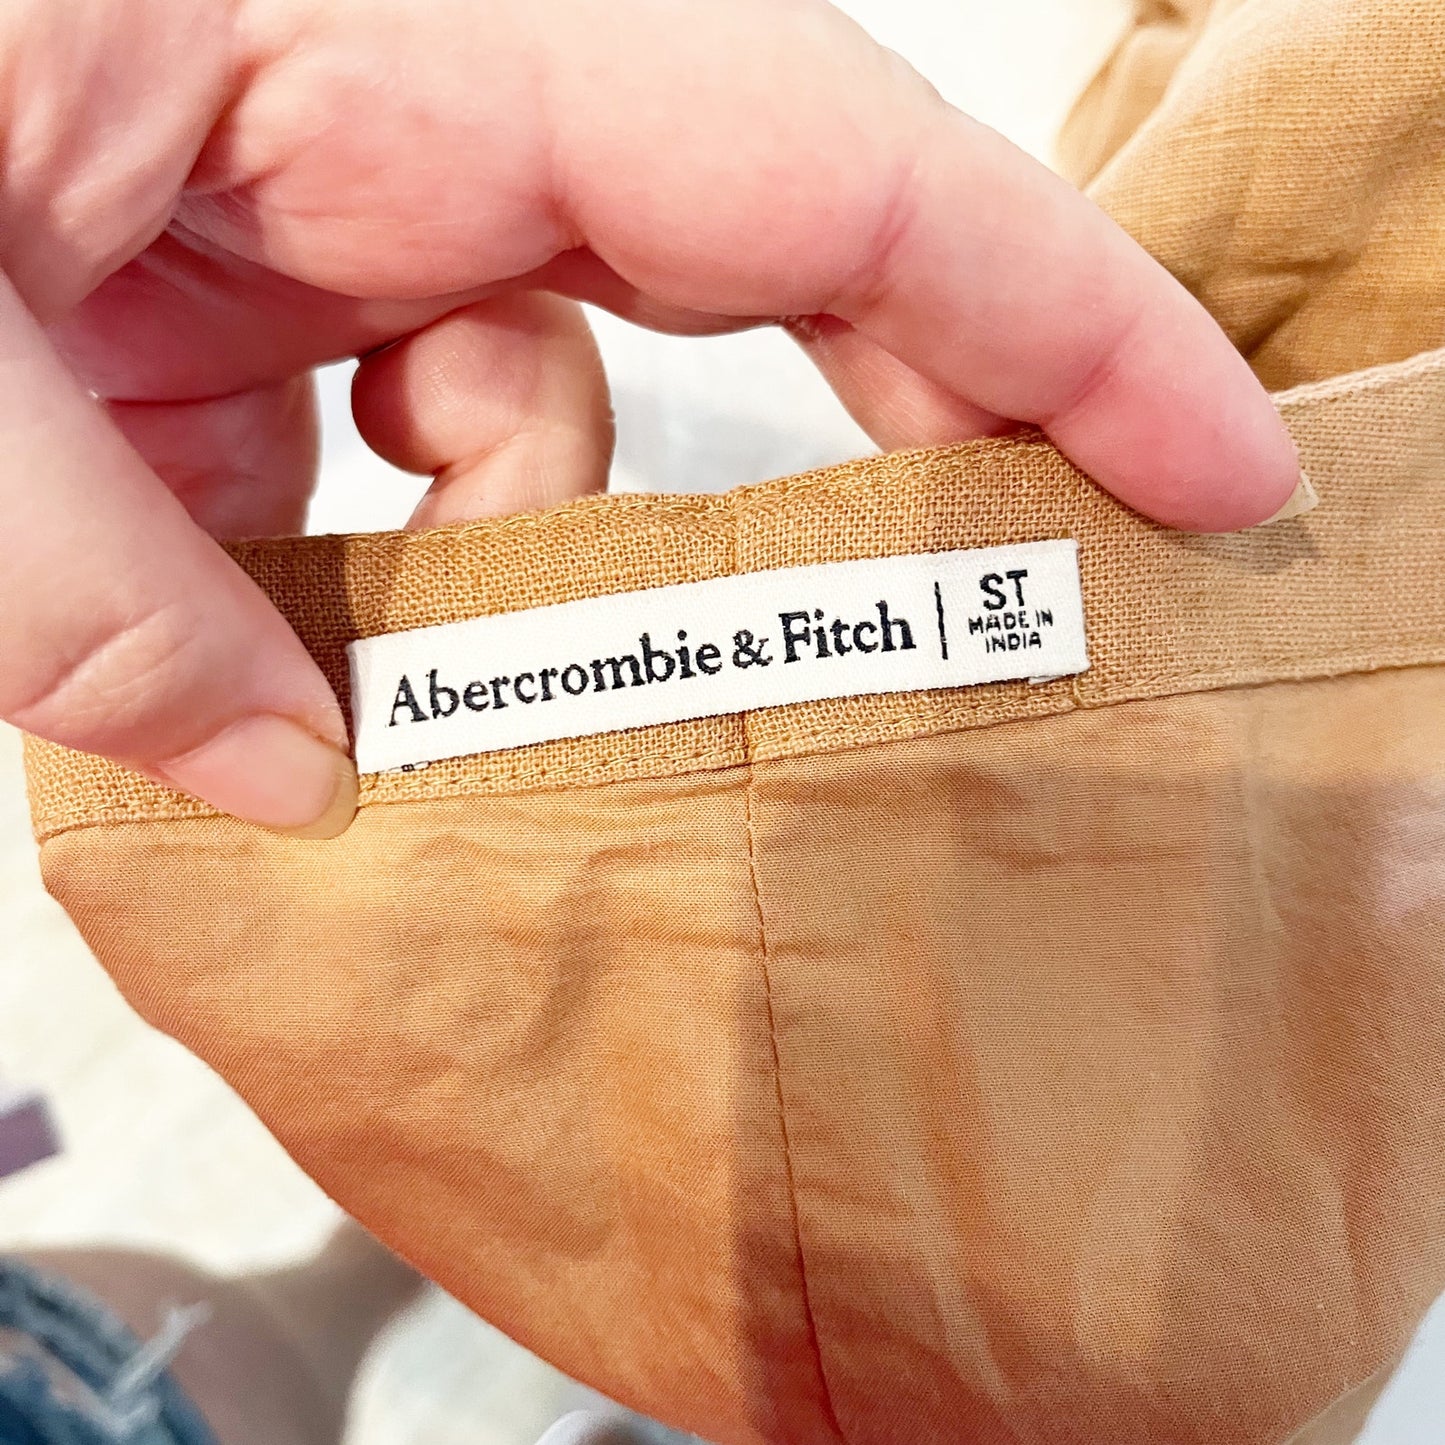 Abercrombie & Fitch | ST
MADE IN
INDIA